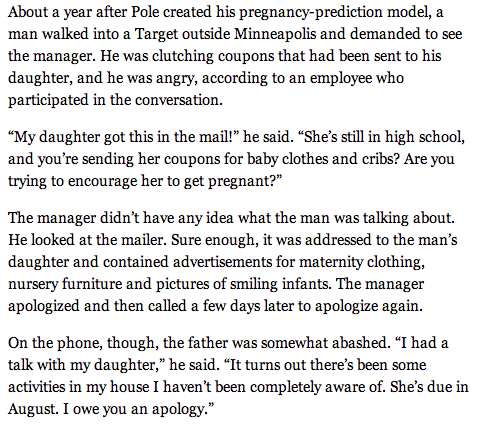 About a year after Pole created his pregnancy-prediction model, a
man walked into a Target outside Minneapolis and demanded to see
the manager. He was clutching coupons that had been sent to his
daughter, and he was angry, according to an employee who
participated in the conversation.
“My daughter got this in the mail!” he said. “She’s still in high school,
and you’re sending her coupons for baby clothes and cribs? Are you
trying to encourage her to get pregnant?”
The manager didn’t have any idea what the man was talking about.
He looked at the mailer. Sure enough, it was addressed to the man’s
daughter and contained advertisements for maternity clothing,
nursery furniture and pictures of smiling infants. The manager
apologized and then called a few days later to apologize again.
On the phone, though, the father was somewhat abashed. “I had a
talk with my daughter,” he said. “It turns out there’s been some
activities in my house I haven’t been completely aware of. She’s due in
August. I owe you an apology.”